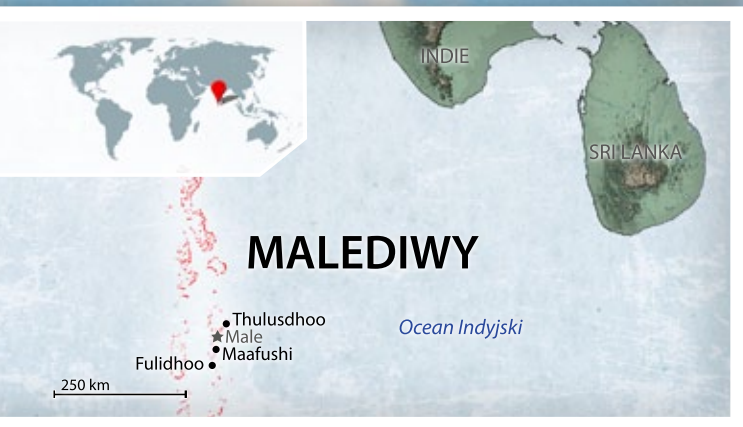 INDIE
SRI LANKA
MALEDIWY
Thulusdhoo
Male
Ocean Indyjski
Maafushi
Fulidhoo
250 km